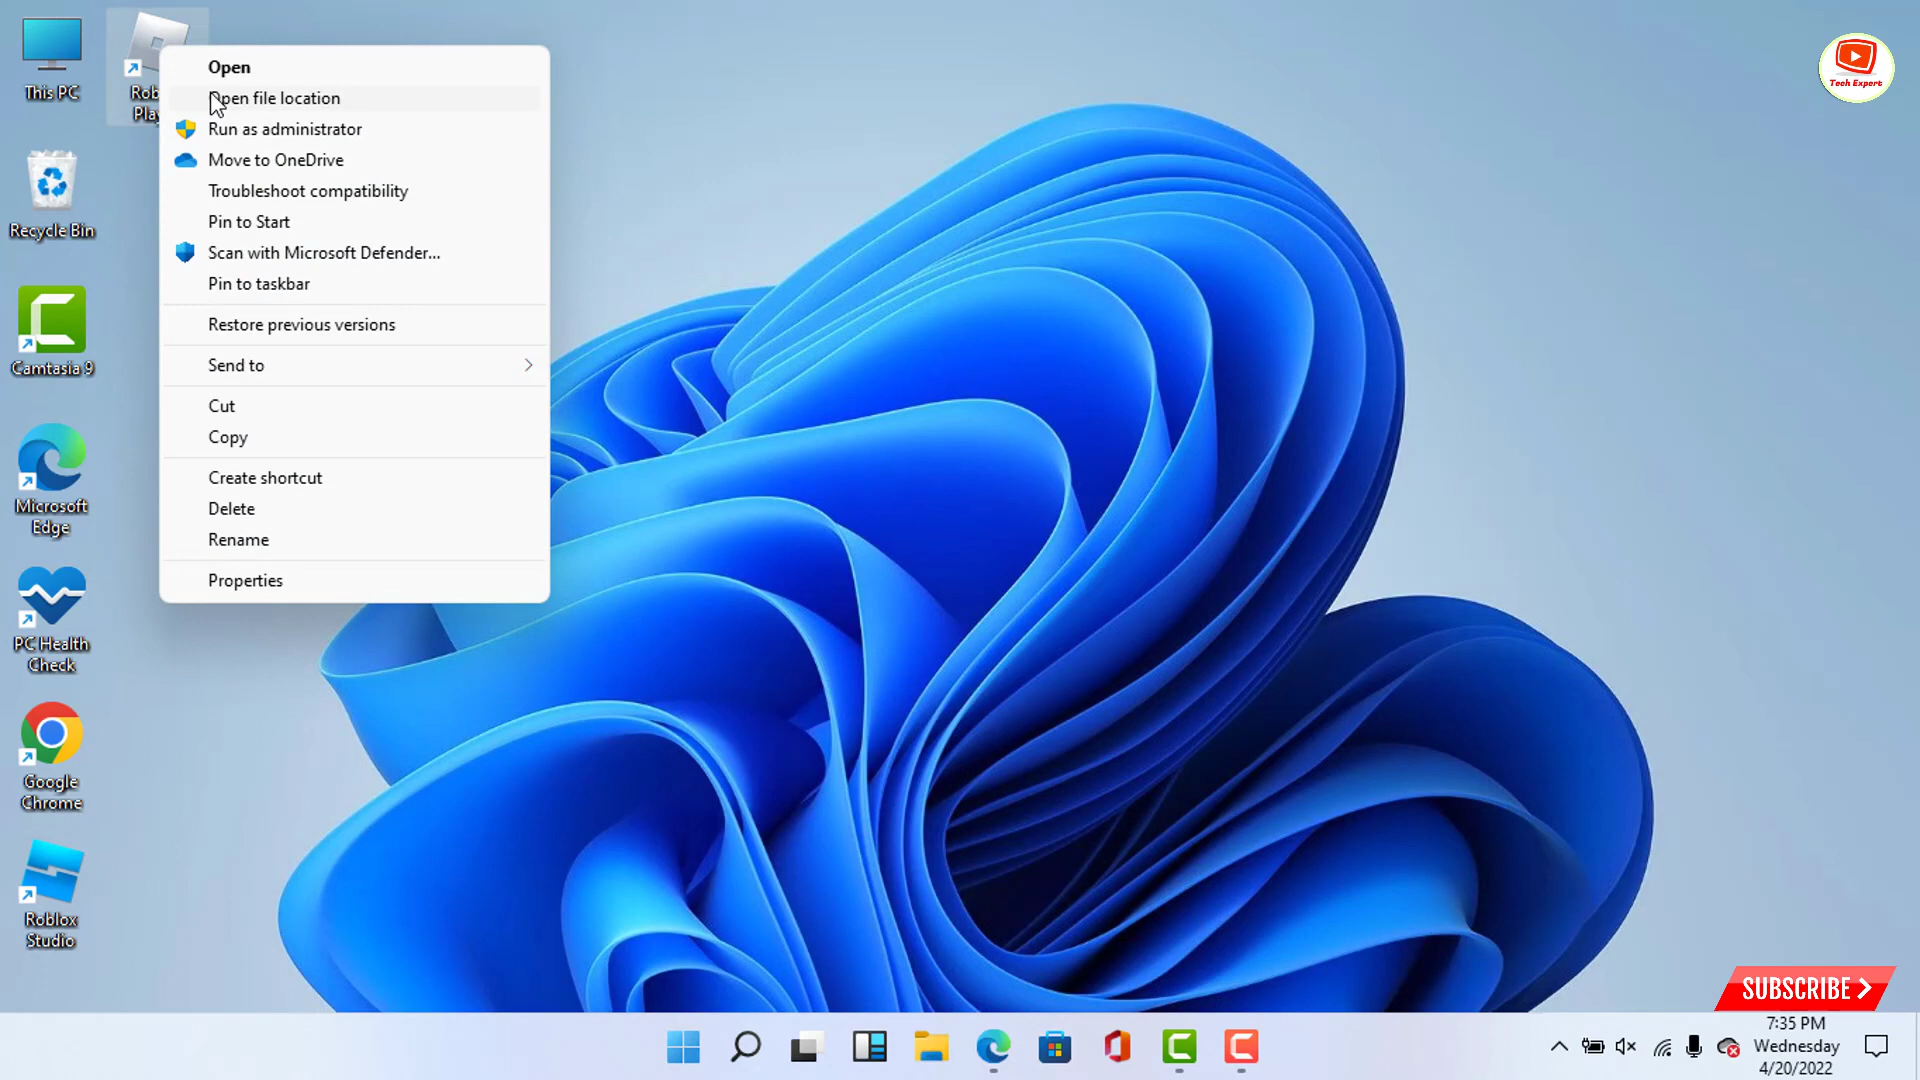 This PC
Rob
Play
Recycle Bin
Camtasia 9
Microsoft
Edge
PC Health
Check
Google
Chrome
Roblox
Studio
Open
Open file location
Run as administrator
Move to OneDrive
Troubleshoot compatibility
Pin to Start
Scan with Microsoft Defender...
Pin to taskbar
Restore previous versions
Send to
Cut
Copy
Create shortcut
Delete
Rename
Properties
Tech Expert
SUBSCRIBE
7:35 PM
Wednesday
4/20/2022